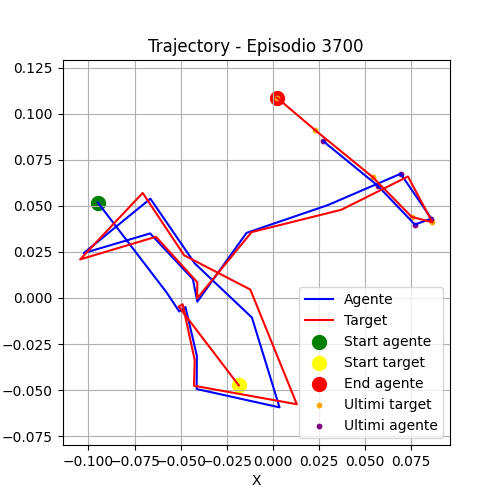 Trajectory - Episodio 3700
0.125
0.100
0.075
0.050
0.025
0.000
−0.025
−0.050
−0.075
−0.100 −0.075 −0.050 −0.025 0.000 0.025 0.050 0.075
X
Agente
Target
Start agente
Start target
End agente
Ultimi target
Ultimi agente